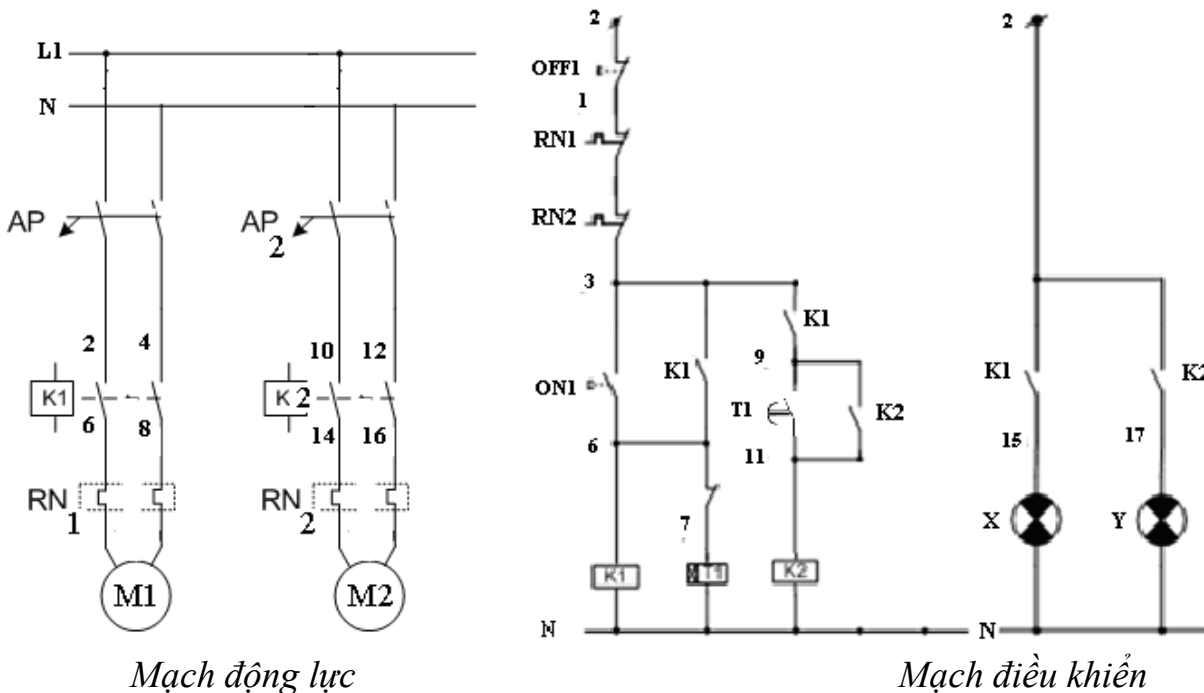 L1
N
AP
AP
2
2
4
K1
6
8
RN
1
M1
10
12
K
2
14
16
RN
2
M2
Mạch động lực
2
OFF1
1
RN1
RN2
3
K1
9
ON1
K1
T1
K2
6
11
7
K1
T1
K2
N
2
K1
K2
15
17
X
Y
N
Mạch điều khiển